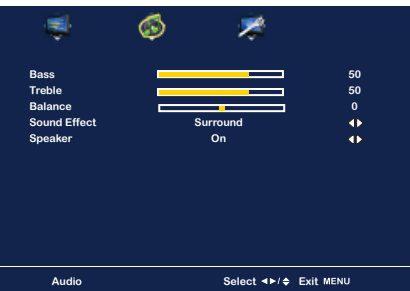 Bass 50
Treble 50
Balance 0
Sound Effect Surround
Speaker On
Audio Select ◄►/♦ Exit MENU